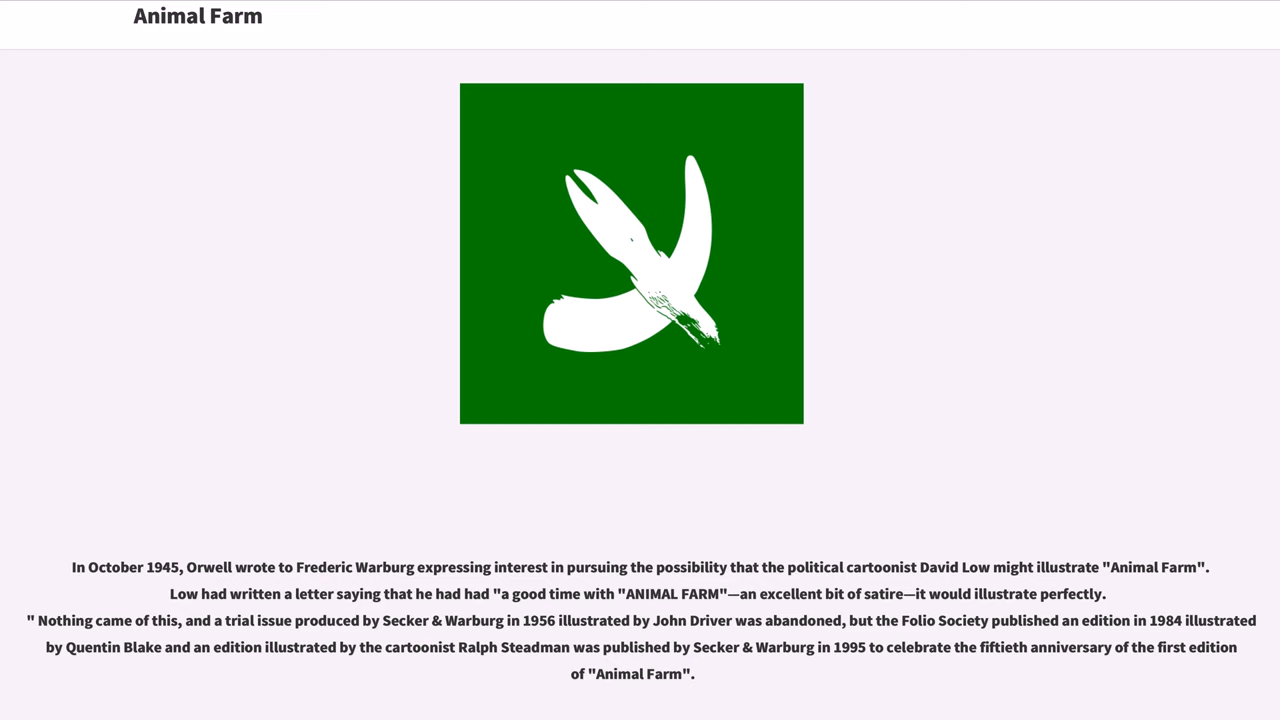 Animal Farm
In October 1945, Orwell wrote to Frederic Warburg expressing interest in pursuing the possibility that the political cartoonist David Low might illustrate "Animal Farm".
Low had written a letter saying that he had had "a good time with "ANIMAL FARM"—an excellent bit of satire—it would illustrate perfectly.
" Nothing came of this, and a trial issue produced by Secker & Warburg in 1956 illustrated by John Driver was abandoned, but the Folio Society published an edition in 1984 illustrated
by Quentin Blake and an edition illustrated by the cartoonist Ralph Steadman was published by Secker & Warburg in 1995 to celebrate the fiftieth anniversary of the first edition
of "Animal Farm".